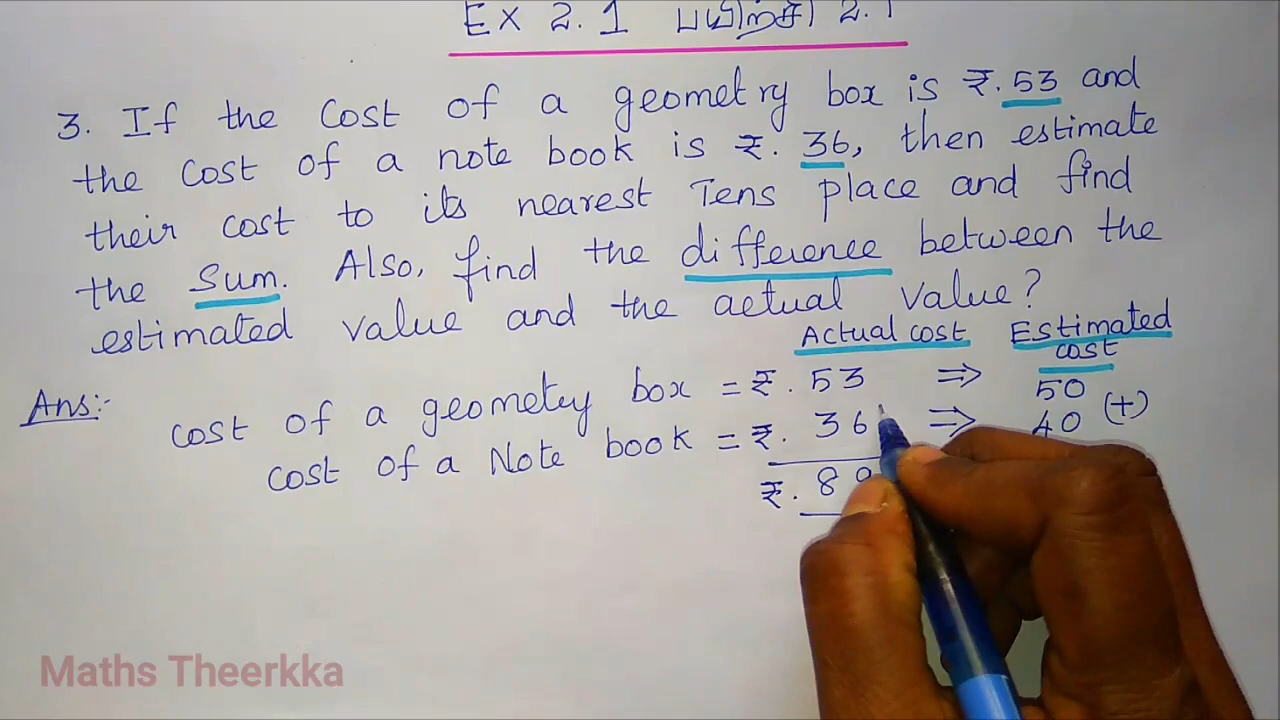 Ex 2.1 பயிற்சி 2.1
3. If the cost of a geometry box is ₹.53 and
the cost of a note book is ₹. 36, then estimate
their cost to its nearest Tens place and find
the Sum. Also, find the difference between the
estimated value and the actual value?
Actual cost Estimated cost
Ans:- cost of a geometry box = ₹. 53 ⇒ 50
cost of a Note book = ₹. 36 ⇒ 40 (+)
₹. 89
Maths Theerkka